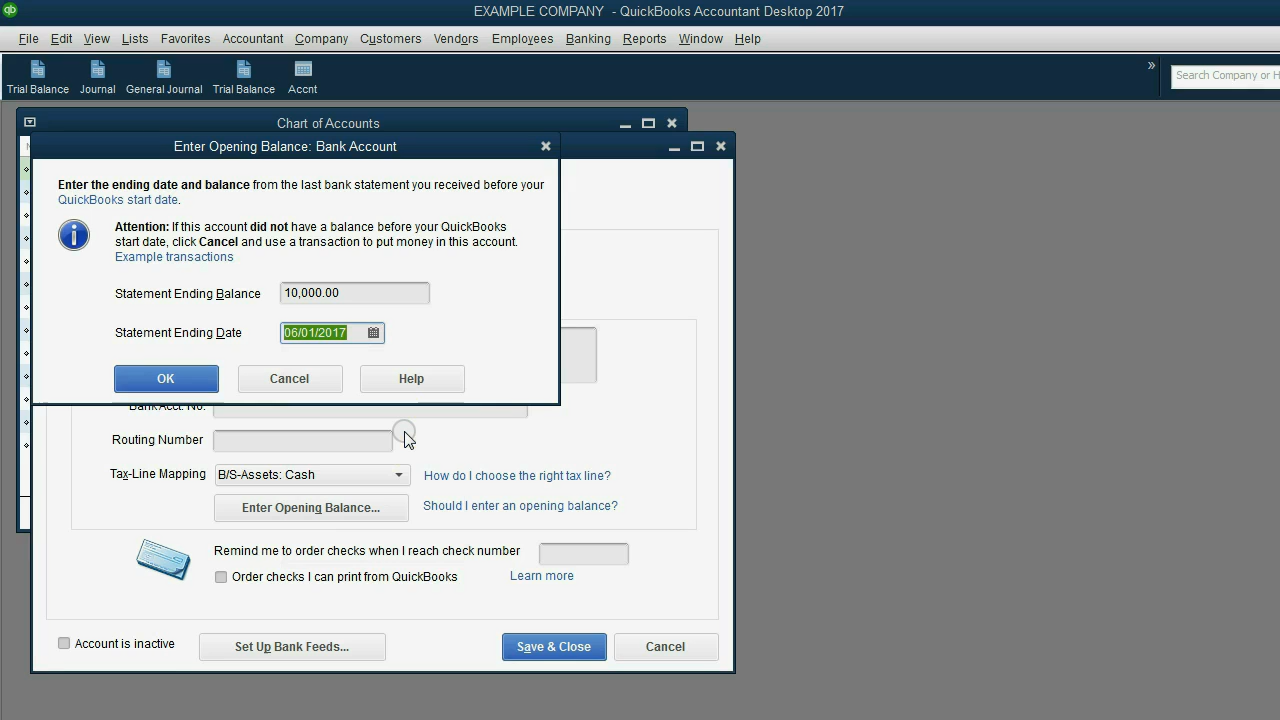 qb
EXAMPLE COMPANY - QuickBooks Accountant Desktop 2017
File Edit View Lists Favorites Accountant Company Customers Vendors Employees Banking Reports Window Help
Trial Balance Journal General Journal Trial Balance Accnt » Search Company or H
Chart of Accounts
Enter Opening Balance: Bank Account
Enter the ending date and balance from the last bank statement you received before your
QuickBooks start date.
Attention: If this account did not have a balance before your QuickBooks
start date, click Cancel and use a transaction to put money in this account.
Example transactions
Statement Ending Balance 10,000.00
Statement Ending Date 06/01/2017
OK Cancel Help
Bank Acct. No.
Routing Number
Tax-Line Mapping B/S-Assets: Cash How do I choose the right tax line?
Enter Opening Balance... Should I enter an opening balance?
Remind me to order checks when I reach check number
Order checks I can print from QuickBooks Learn more
Account is inactive Set Up Bank Feeds... Save & Close Cancel